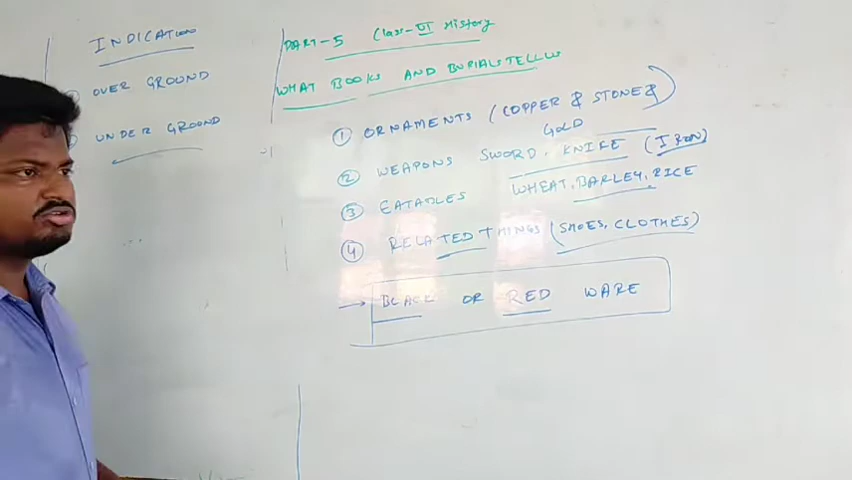 INDICATION
OVER GROUND
UNDER GROUND
PART-5 Class-VI History
WHAT BOOKS AND BURIALS TELL US
① ORNAMENTS (COPPER & STONE &)
GOLD
② WEAPONS SWORD. KNIFE (IRON)
③ EATABLES WHEAT, BARLEY, RICE
④ RELATED THINGS (SHOES, CLOTHES)
→ BLACK OR RED WARE